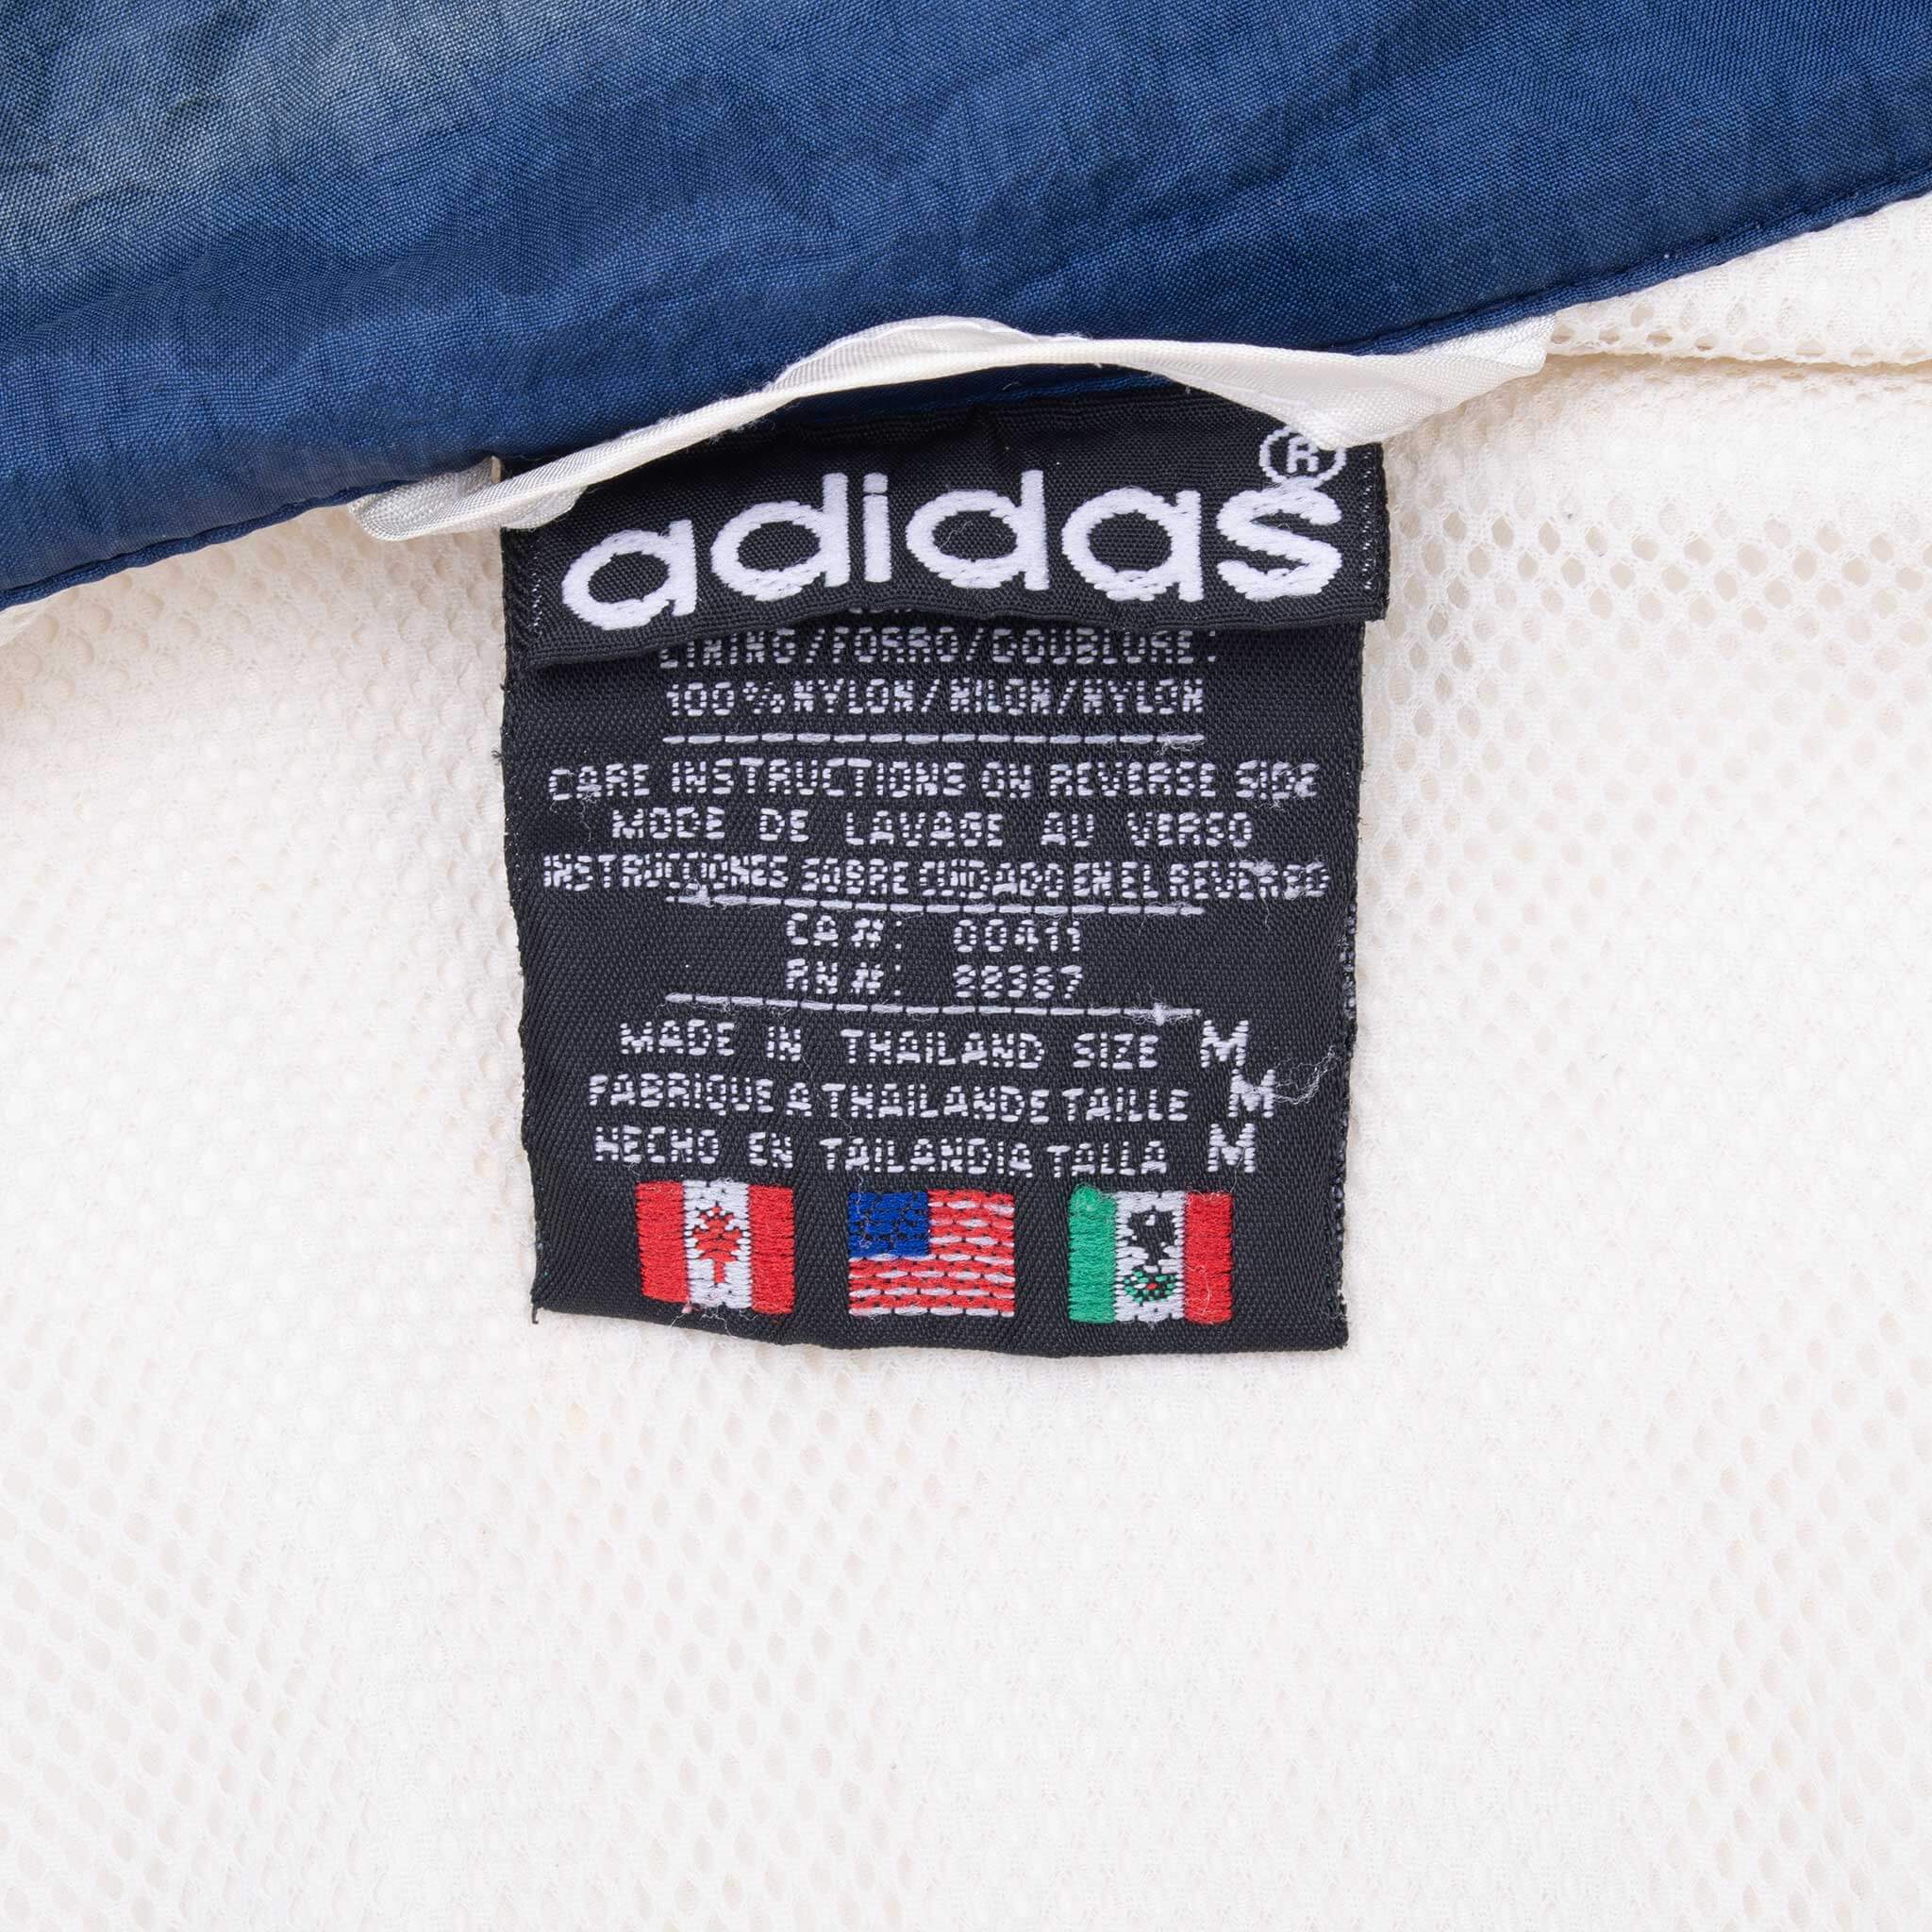 adidas®
LINING/FORRO/DOUBLURE:
100%NYLON/NILON/NYLON
CARE INSTRUCTIONS ON REVERSE SIDE
MODE DE LAVAGE AU VERSO
INSTRUCCIONES SOBRE CUIDADO EN EL REVERSO
CA#: 00411
RN#: 88387
MADE IN THAILAND SIZE M
FABRIQUE A THAILANDE TAILLE M
HECHO EN TAILANDIA TALLA M